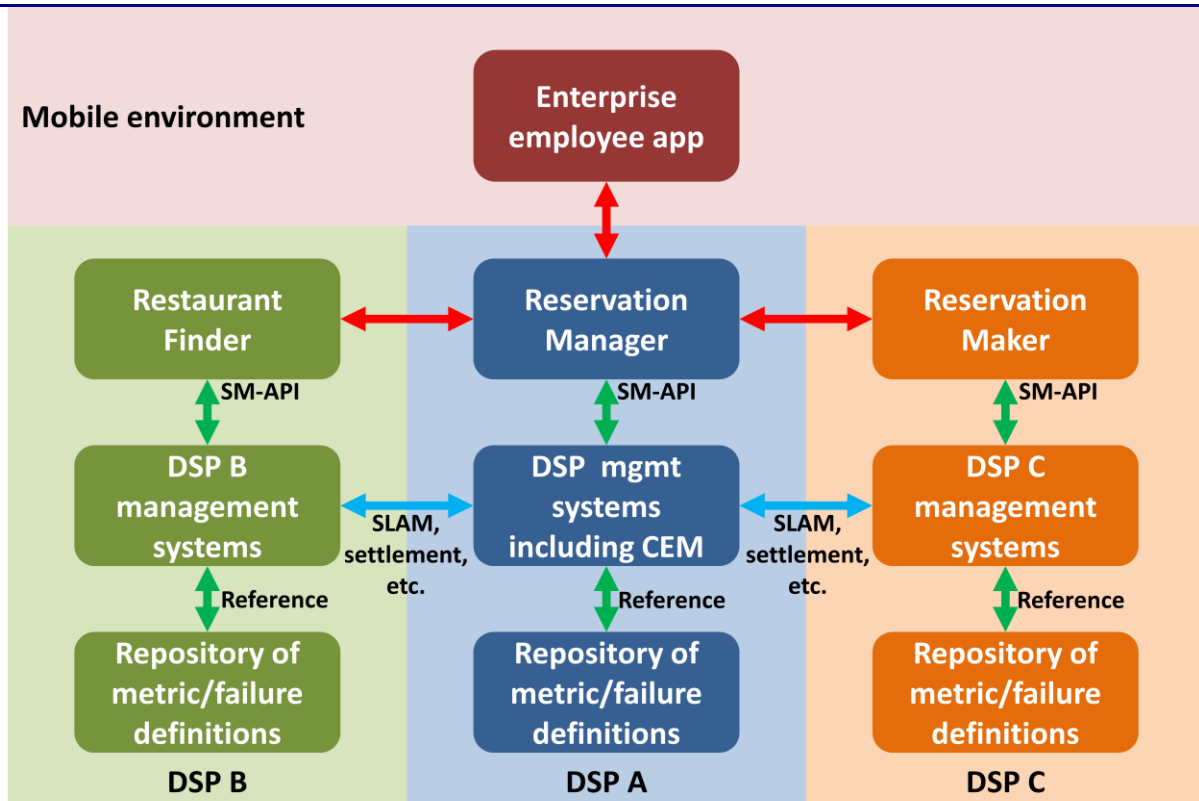 Mobile environment
Enterprise
employee app
Restaurant
Finder
Reservation
Manager
Reservation
Maker
SM-API
SM-API
SM-API
DSP B
management
systems
SLAM,
settlement,
etc.
DSP mgmt
systems
including CEM
SLAM,
settlement,
etc.
DSP C
management
systems
Reference
Reference
Reference
Repository of
metric/failure
definitions
Repository of
metric/failure
definitions
Repository of
metric/failure
definitions
DSP B
DSP A
DSP C